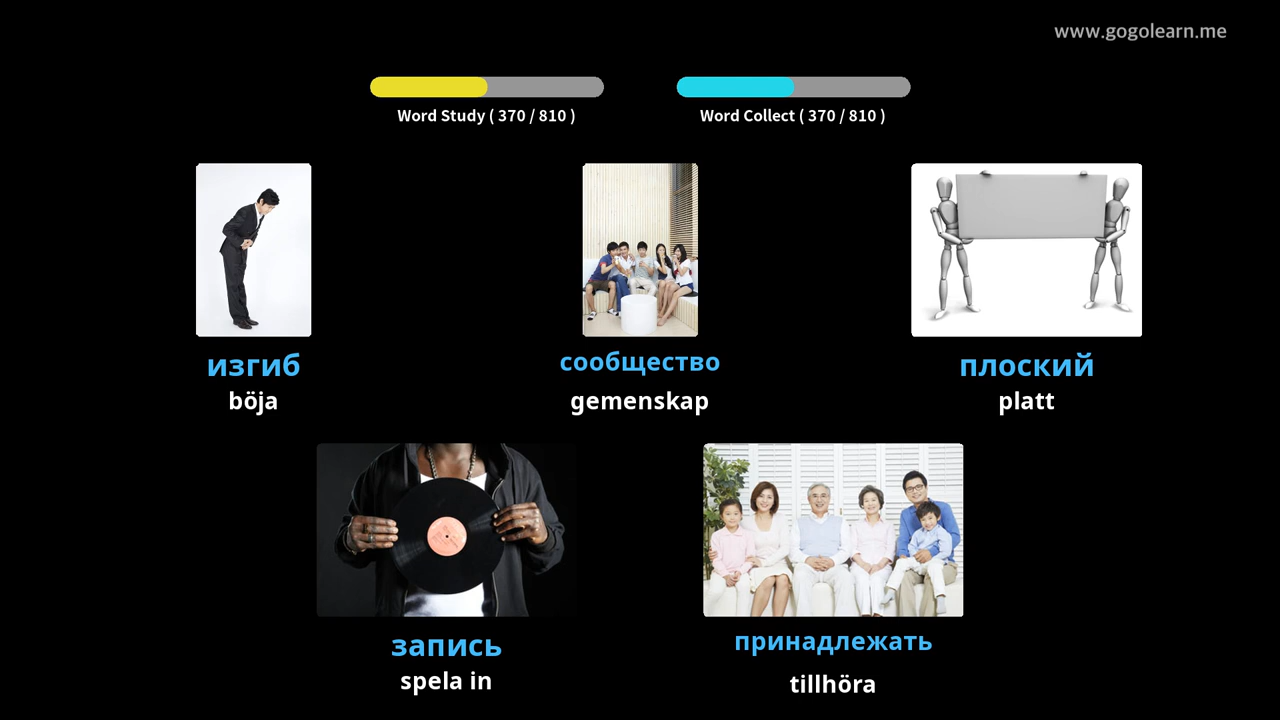 www.gogolearn.me
Word Study ( 370 / 810 )
Word Collect ( 370 / 810 )
изгиб
böja
сообщество
gemenskap
плоский
platt
запись
spela in
принадлежать
tillhöra